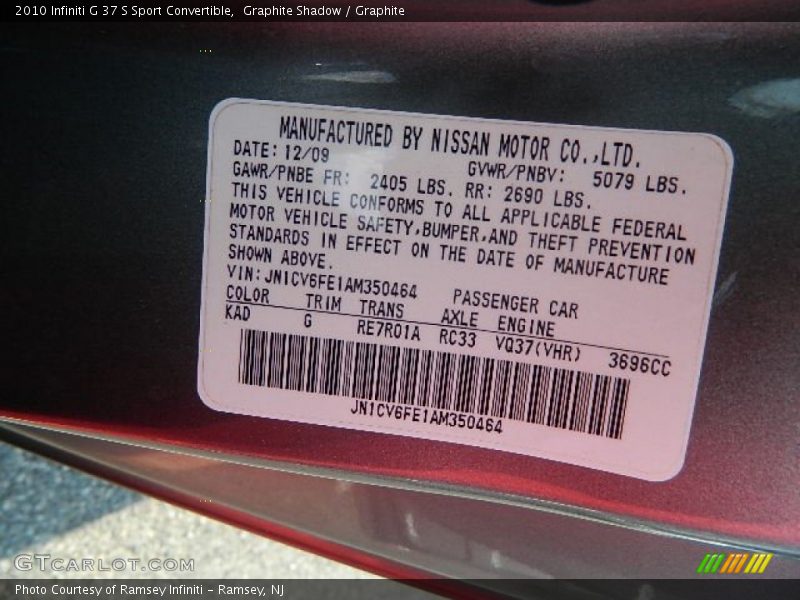 2010 Infiniti G 37 S Sport Convertible,  Graphite Shadow / Graphite
MANUFACTURED BY NISSAN MOTOR CO.,LTD.
DATE: 12/09 GVWR/PNBV: 5079 LBS.
GAWR/PNBE FR: 2405 LBS. RR: 2690 LBS.
THIS VEHICLE CONFORMS TO ALL APPLICABLE FEDERAL
MOTOR VEHICLE SAFETY,BUMPER,AND THEFT PREVENTION
STANDARDS IN EFFECT ON THE DATE OF MANUFACTURE
SHOWN ABOVE.
VIN: JN1CV6FE1AM350464 PASSENGER CAR
COLOR TRIM TRANS AXLE ENGINE
KAD G RE7R01A RC33 VQ37(VHR) 3696CC
JN1CV6FE1AM350464
GTCARLOT.COM
Photo Courtesy of Ramsey Infiniti - Ramsey, NJ